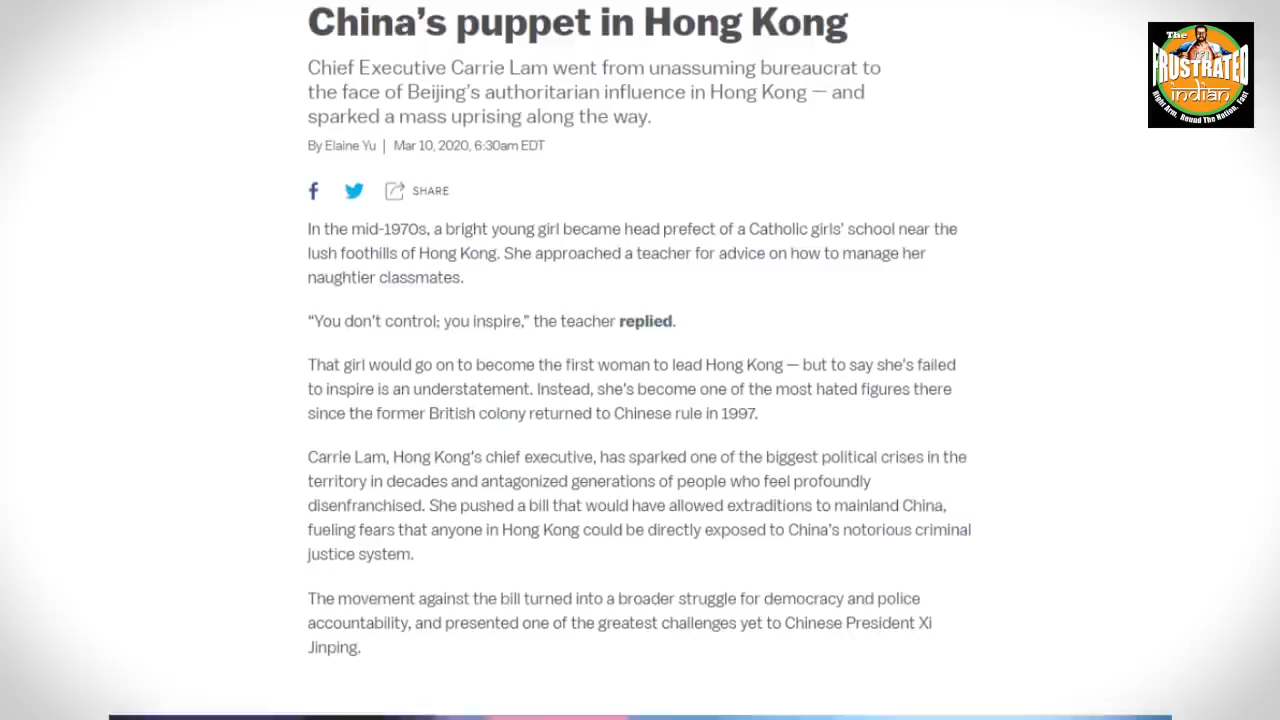 China's puppet in Hong Kong
Chief Executive Carrie Lam went from unassuming bureaucrat to
the face of Beijing's authoritarian influence in Hong Kong — and
sparked a mass uprising along the way.
By Elaine Yu | Mar 10, 2020, 6:30am EDT
SHARE
In the mid-1970s, a bright young girl became head prefect of a Catholic girls' school near the
lush foothills of Hong Kong. She approached a teacher for advice on how to manage her
naughtier classmates.
“You don't control; you inspire,” the teacher replied.
That girl would go on to become the first woman to lead Hong Kong — but to say she's failed
to inspire is an understatement. Instead, she's become one of the most hated figures there
since the former British colony returned to Chinese rule in 1997.
Carrie Lam, Hong Kong's chief executive, has sparked one of the biggest political crises in the
territory in decades and antagonized generations of people who feel profoundly
disenfranchised. She pushed a bill that would have allowed extraditions to mainland China,
fueling fears that anyone in Hong Kong could be directly exposed to China's notorious criminal
justice system.
The movement against the bill turned into a broader struggle for democracy and police
accountability, and presented one of the greatest challenges yet to Chinese President Xi
Jinping.
The
FRUSTRATED
indian
Right Arm, Round The Nation, Fast